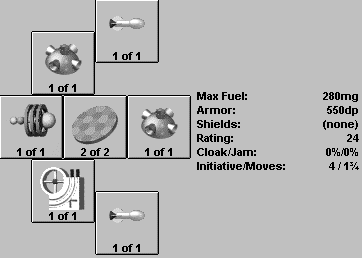 1 of 1
1 of 1
1 of 1
2 of 2
1 of 1
1 of 1
1 of 1
Max Fuel: 280mg
Armor: 550dp
Shields: (none)
Rating: 24
Cloak/Jam: 0%/0%
Initiative/Moves: 4 / 1¾